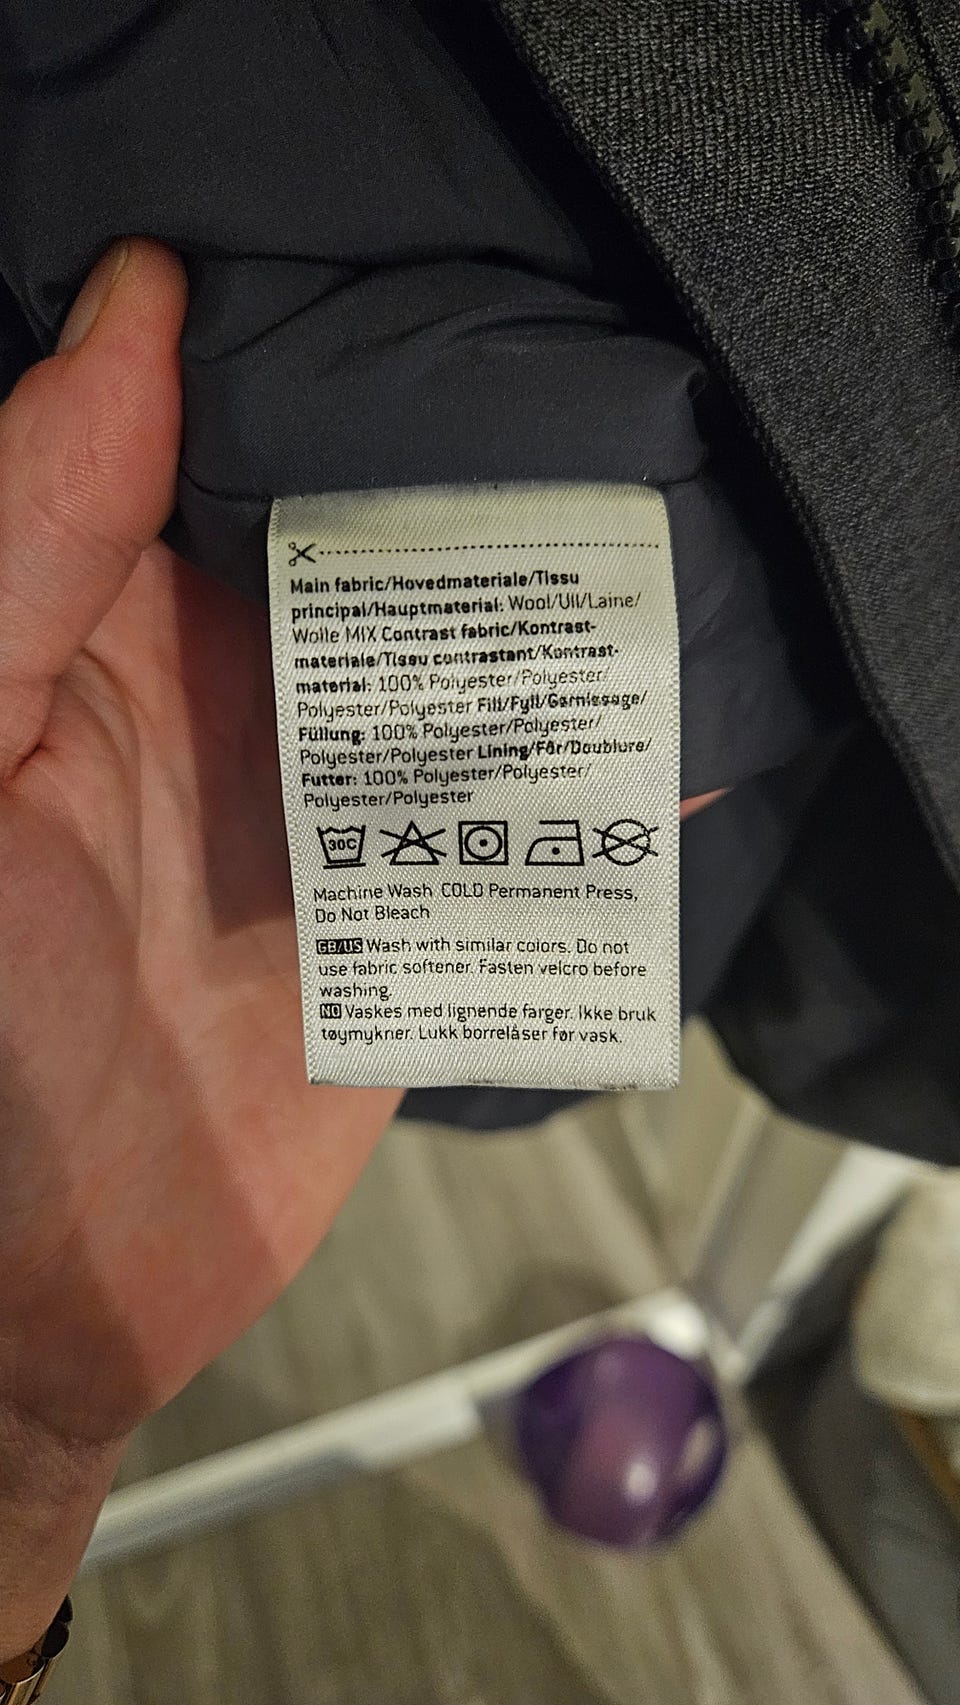 Main fabric/Hovedmateriale/Tissu
principal/Hauptmaterial: Wool/Ull/Laine/
Wolle MIX Contrast fabric/Kontrast-
materiale/Tissu contrastant/Kontrast-
material: 100% Polyester/Polyester/
Polyester/Polyester Fill/Fyll/Garnissage/
Füllung: 100% Polyester/Polyester/
Polyester/Polyester Lining/Fôr/Doublure/
Futter: 100% Polyester/Polyester/
Polyester/Polyester
30C
Machine Wash COLD Permanent Press,
Do Not Bleach
GB/US Wash with similar colors. Do not
use fabric softener. Fasten velcro before
washing.
NO Vaskes med lignende farger. Ikke bruk
tøymykner. Lukk borrelåser før vask.